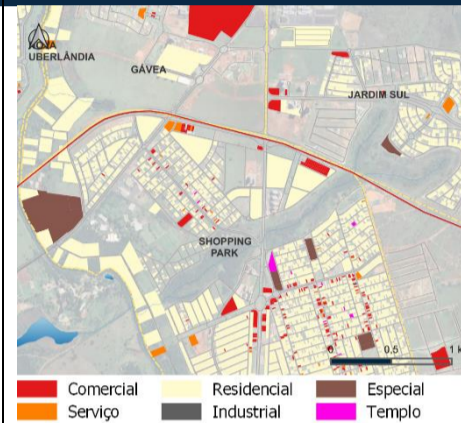 NOVA
UBERLÂNDIA
GÁVEA
JARDIM SUL
SHOPPING
PARK
0 0,5 1 k
Comercial Residencial Especial
Serviço Industrial Templo